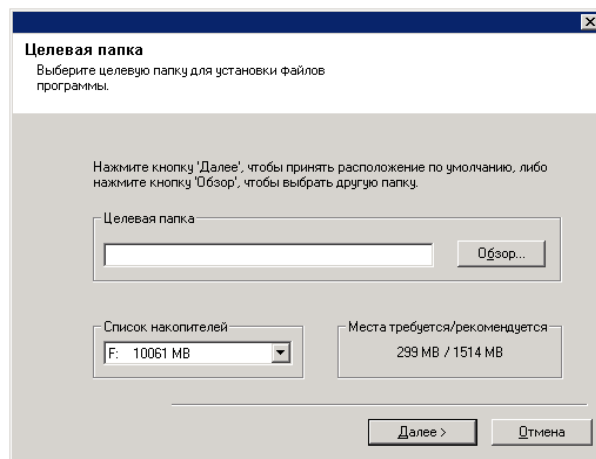 Целевая папка
Выберите целевую папку для установки файлов
программы.
Нажмите кнопку 'Далее', чтобы принять расположение по умолчанию, либо
нажмите кнопку 'Обзор', чтобы выбрать другую папку.
Целевая папка
Обзор...
Список накопителей
F: 10061 MB
Места требуется/рекомендуется
299 MB / 1514 MB
Далее >
Отмена